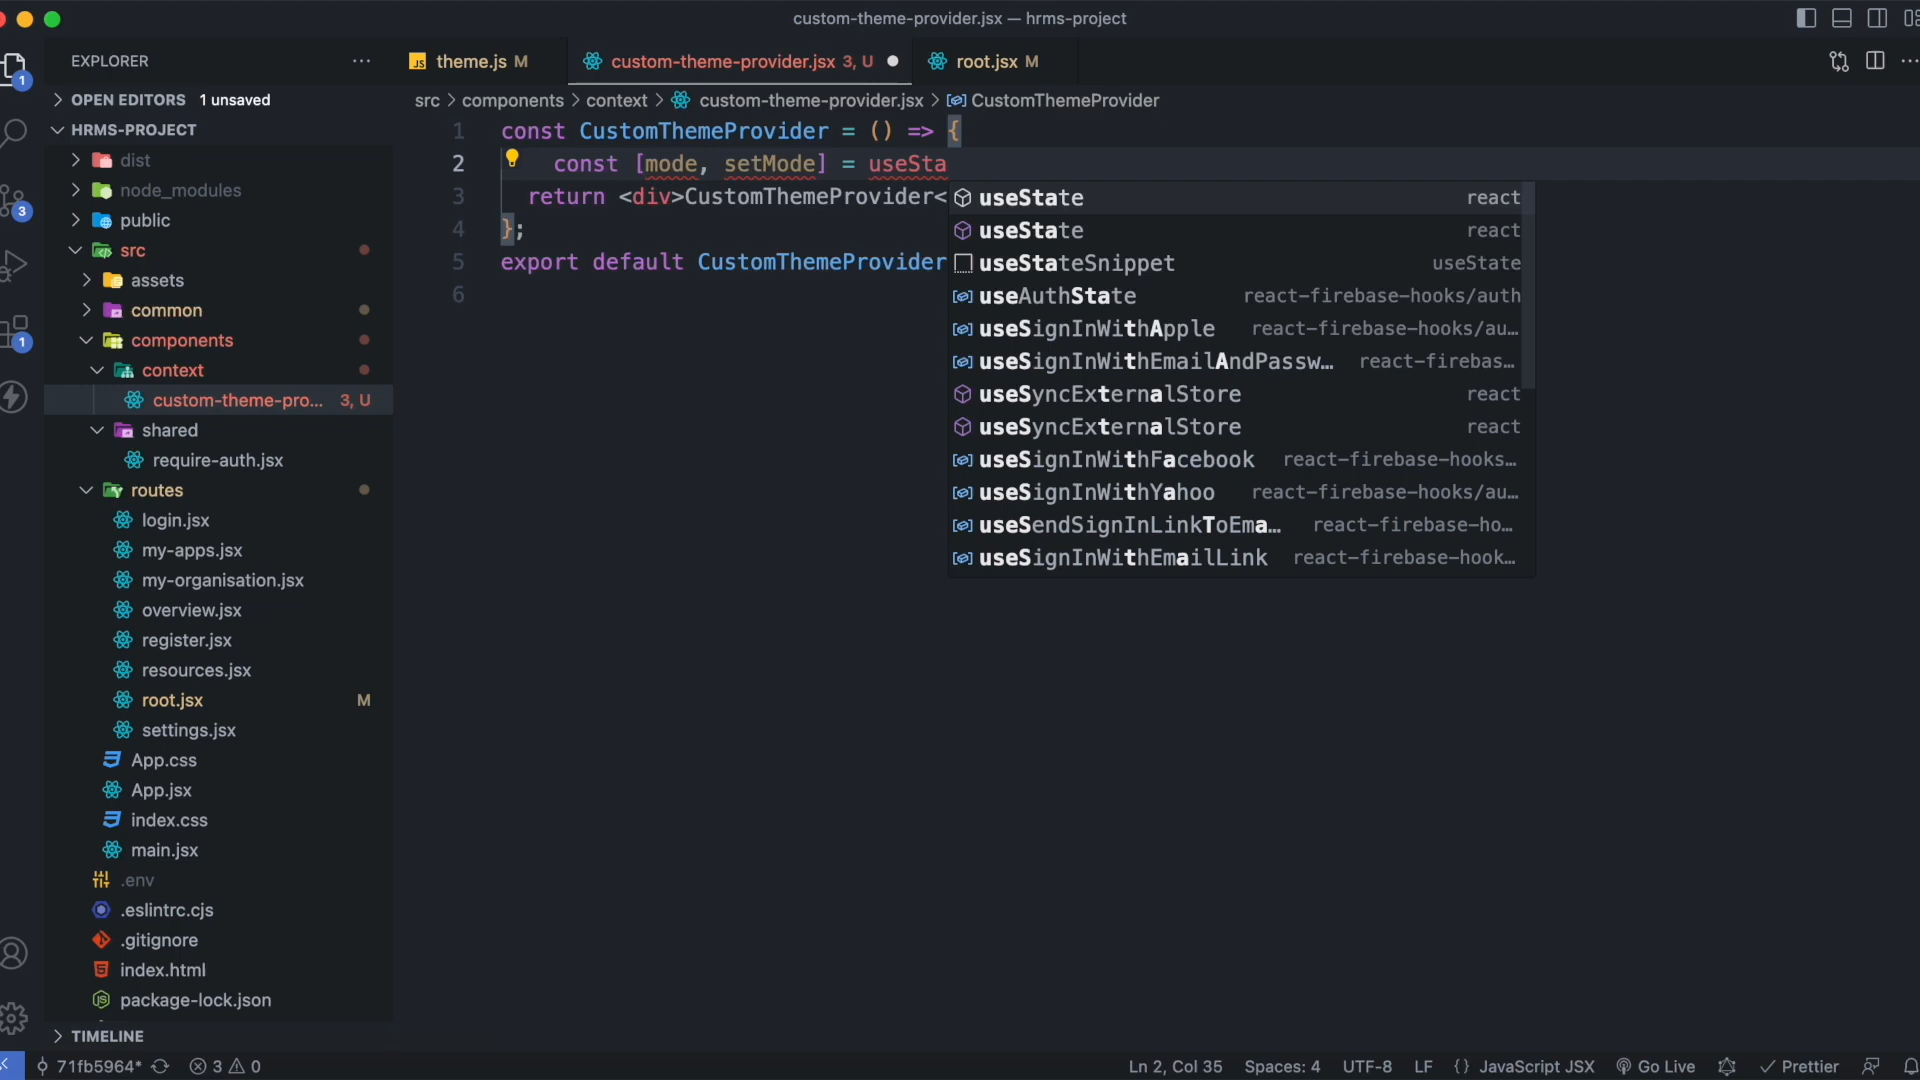 custom-theme-provider.jsx — hrms-project
EXPLORER
theme.js M
custom-theme-provider.jsx 3, U
root.jsx M
1
OPEN EDITORS 1 unsaved
src > components > context > custom-theme-provider.jsx > CustomThemeProvider
HRMS-PROJECT
dist
node_modules
public
src
assets
common
components
context
custom-theme-pro... 3, U
shared
require-auth.jsx
routes
login.jsx
my-apps.jsx
my-organisation.jsx
overview.jsx
register.jsx
resources.jsx
root.jsx M
settings.jsx
App.css
App.jsx
index.css
main.jsx
.env
.eslintrc.cjs
.gitignore
index.html
package-lock.json
TIMELINE
3
1
1 const CustomThemeProvider = () => {
2 const [mode, setMode] = useSta
3 return <div>CustomThemeProvider<
4 };
5 export default CustomThemeProvider
6
useState react
useState react
useStateSnippet useState
useAuthState react-firebase-hooks/auth
useSignInWithApple react-firebase-hooks/au…
useSignInWithEmailAndPassw… react-firebas…
useSyncExternalStore react
useSyncExternalStore react
useSignInWithFacebook react-firebase-hooks…
useSignInWithYahoo react-firebase-hooks/au…
useSendSignInLinkToEma… react-firebase-ho…
useSignInWithEmailLink react-firebase-hook…
71fb5964* 3 0
Ln 2, Col 35 Spaces: 4 UTF-8 LF {} JavaScript JSX Go Live Prettier